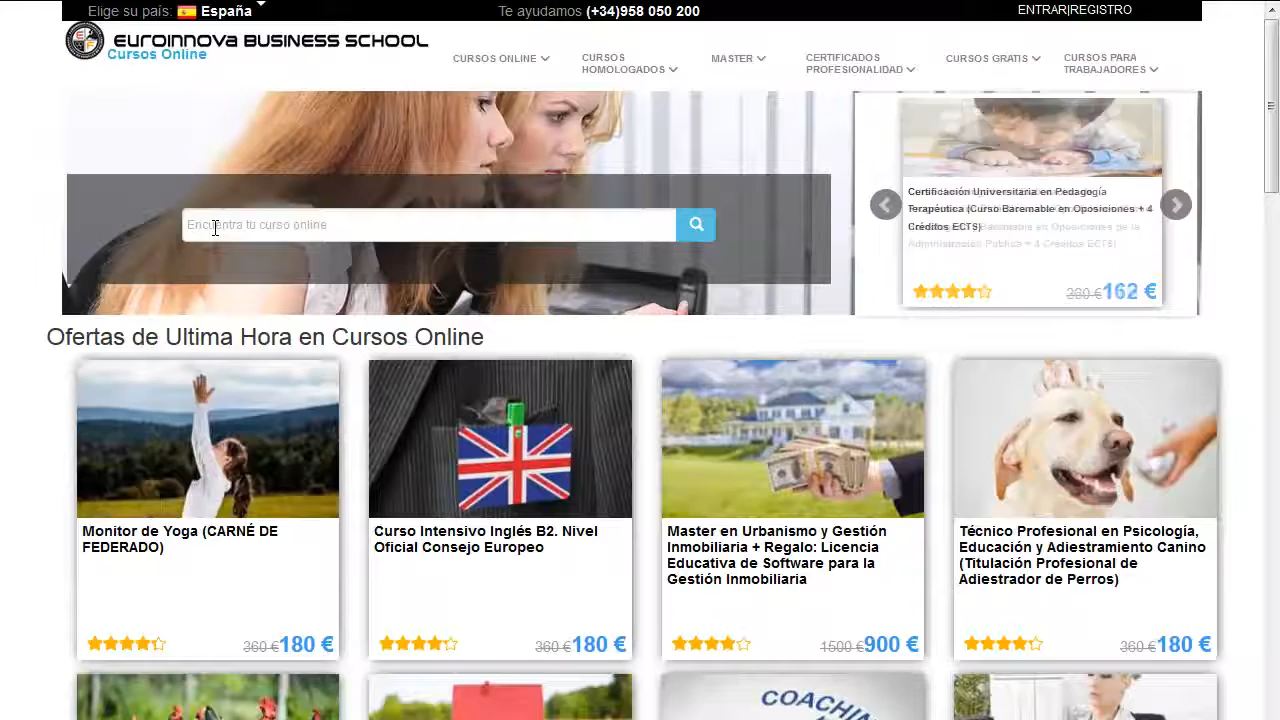 Elige su país: España
Te ayudamos (+34)958 050 200
ENTRAR|REGISTRO
EUROINNOVA BUSINESS SCHOOL
Cursos Online
CURSOS ONLINE
CURSOS
HOMOLOGADOS
MASTER
CERTIFICADOS
PROFESIONALIDAD
CURSOS GRATIS
CURSOS PARA
TRABAJADORES
Encuentra tu curso online
Certificación Universitaria en Pedagogía
Terapéutica (Curso Baremable en Oposiciones + 4
Créditos ECTS)
360 €162 €
Ofertas de Ultima Hora en Cursos Online
Monitor de Yoga (CARNÉ DE
FEDERADO)
360 €180 €
Curso Intensivo Inglés B2. Nivel
Oficial Consejo Europeo
360 €180 €
Master en Urbanismo y Gestión
Inmobiliaria + Regalo: Licencia
Educativa de Software para la
Gestión Inmobiliaria
1500 €900 €
Técnico Profesional en Psicología,
Educación y Adiestramiento Canino
(Titulación Profesional de
Adiestrador de Perros)
360 €180 €